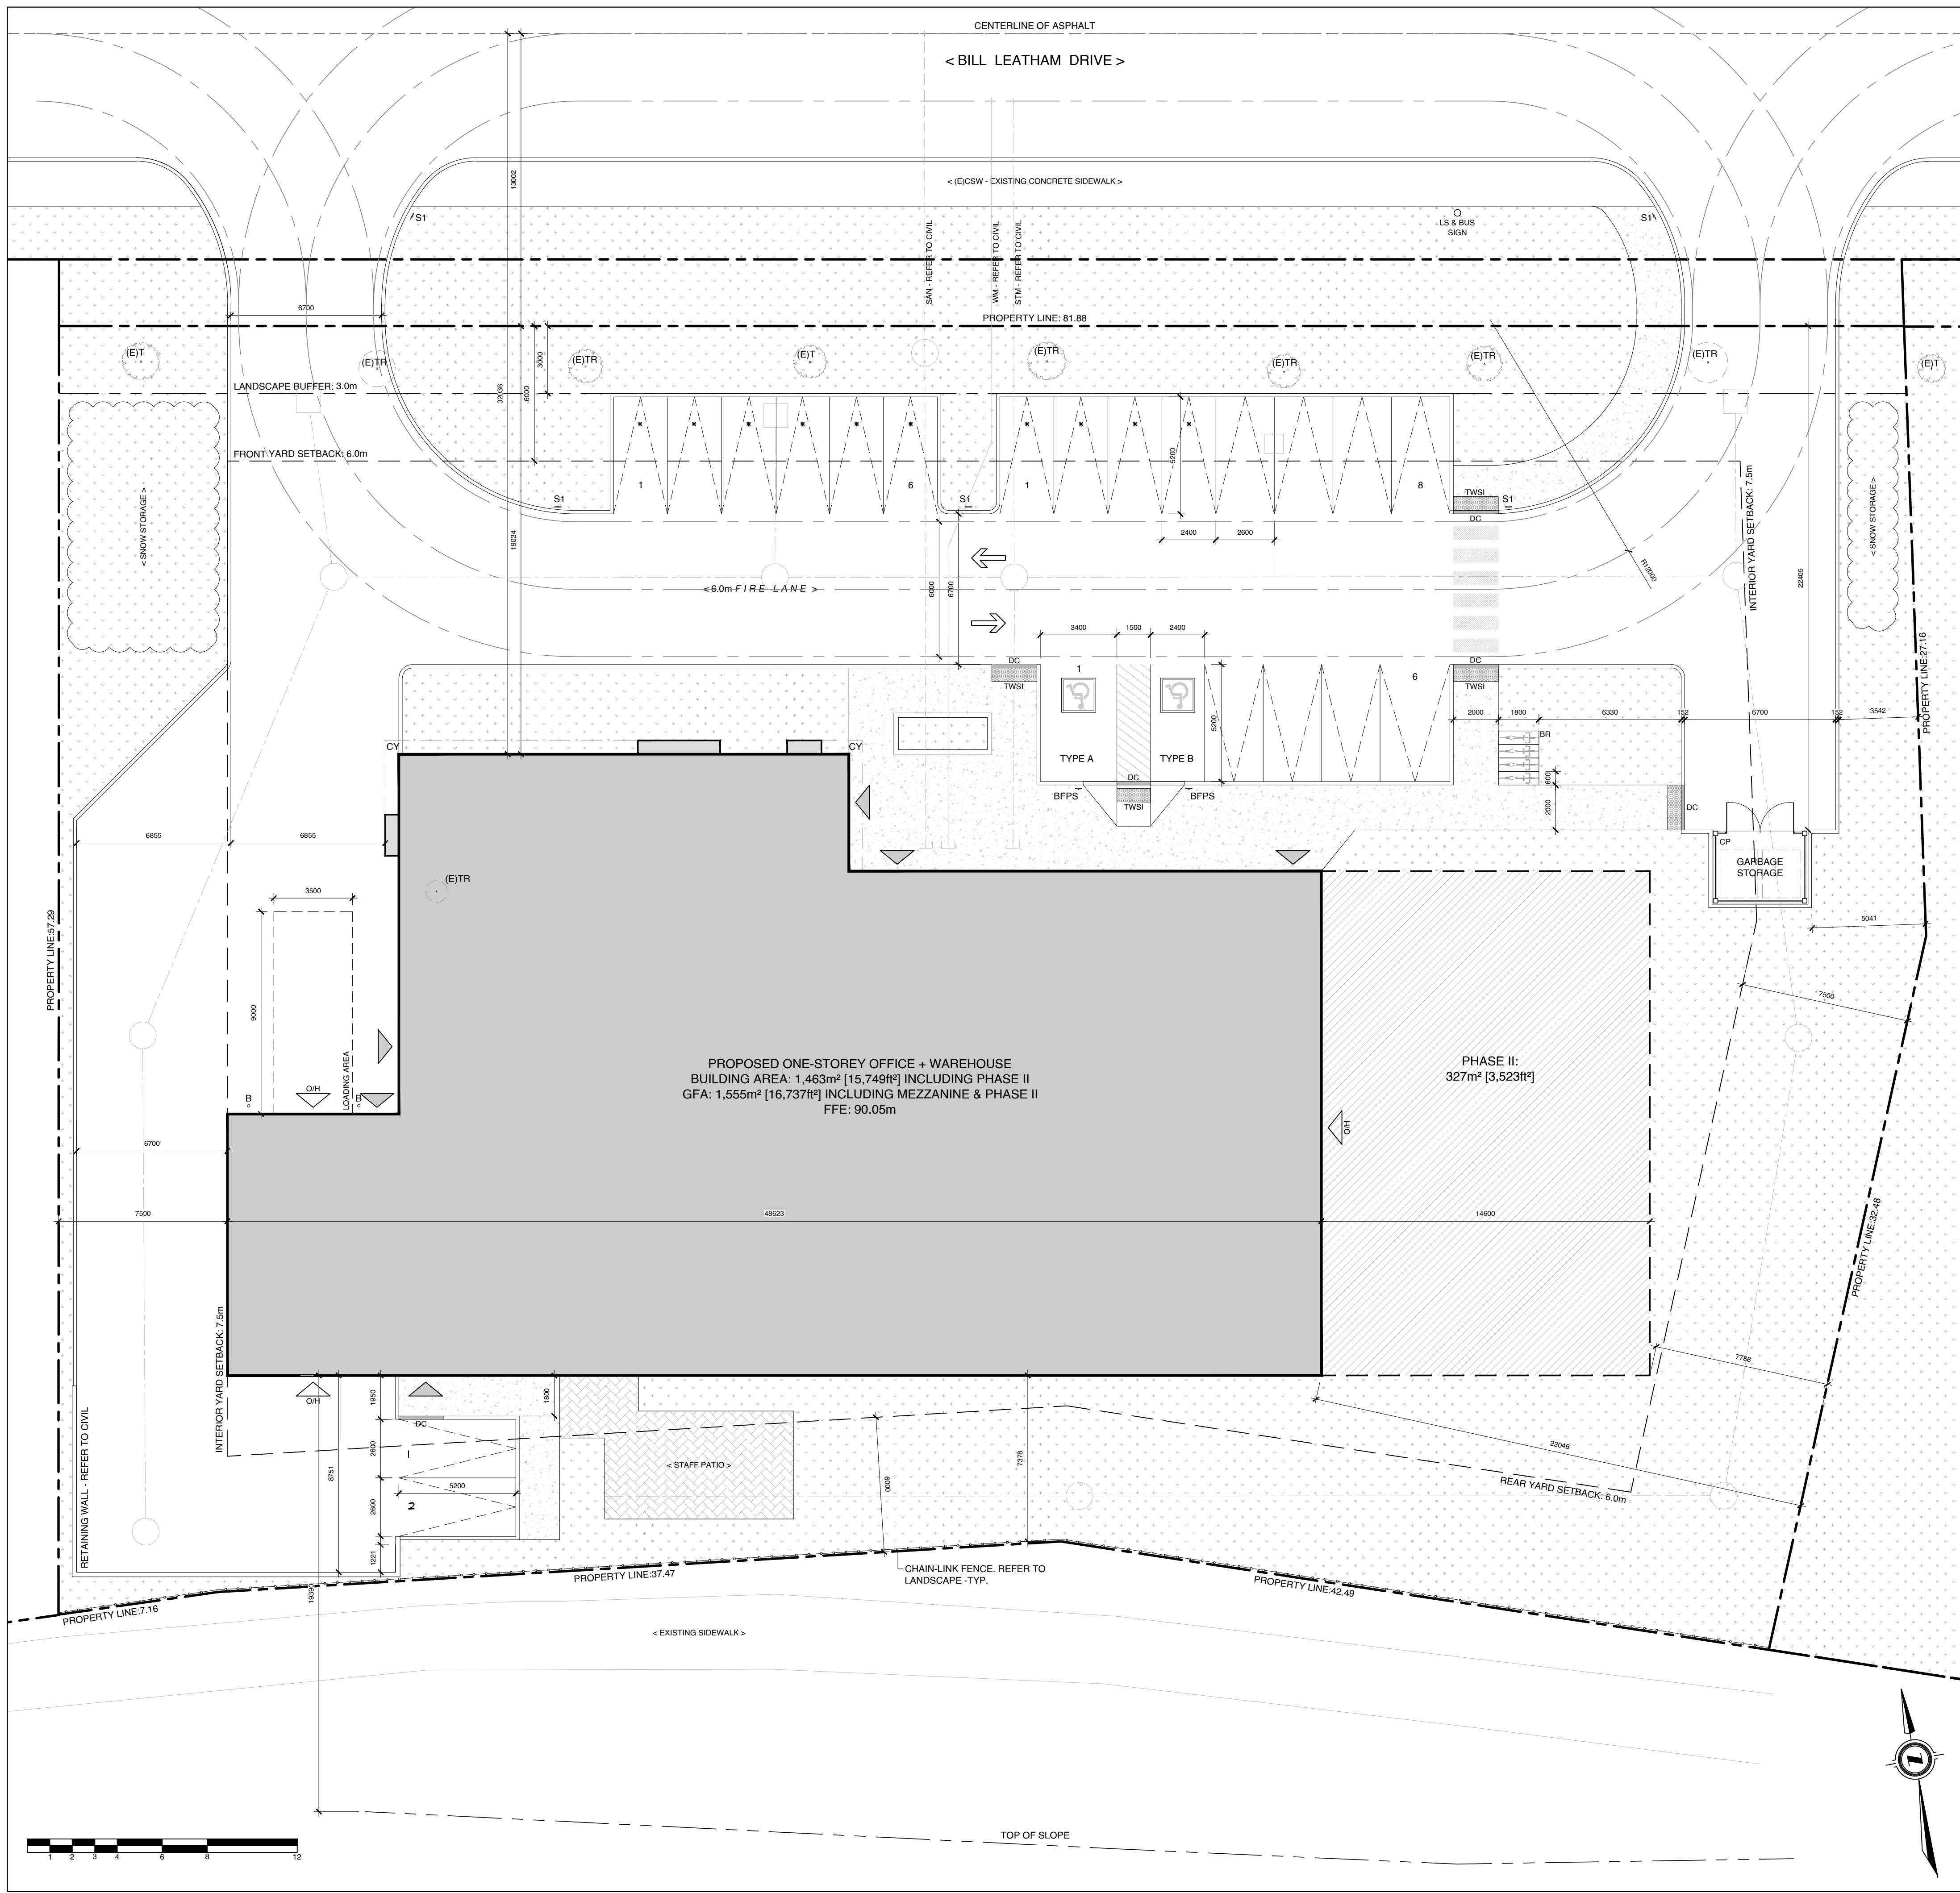 CENTERLINE OF ASPHALT
< BILL LEATHAM DRIVE >
13002
< (E)CSW - EXISTING CONCRETE SIDEWALK >
S1
S1
LS & BUS
SIGN
SAN - REFER TO CIVIL
WM - REFER TO CIVIL
STM - REFER TO CIVIL
6700
PROPERTY LINE: 81.88
(E)T
(E)TR
(E)TR
(E)T
(E)TR
(E)TR
(E)TR
(E)TR
(E)T
3000
6000
32036
LANDSCAPE BUFFER: 3.0m
FRONT YARD SETBACK: 6.0m
< SNOW STORAGE >
1
6
1
8
5200
S1
S1
S1
TWSI
DC
2400
2600
19034
< 6.0m FIRE LANE >
6000
6700
R12000
INTERIOR YARD SETBACK: 7.5m
22405
< SNOW STORAGE >
PROPERTY LINE:27.16
3400
1500
2400
DC
TWSI
1
6
DC
TWSI
5200
2000
1800
6330
152
6700
152
3542
BR
CY
CY
TYPE A
TYPE B
DC
TWSI
BFPS
BFPS
600
2000
DC
CP
GARBAGE
STORAGE
6855
6855
(E)TR
3500
5041
PROPERTY LINE:57.29
9000
7500
LOADING AREA
O/H
B
B
PROPOSED ONE-STOREY OFFICE + WAREHOUSE
BUILDING AREA: 1,463m² [15,749ft²] INCLUDING PHASE II
GFA: 1,555m² [16,737ft²] INCLUDING MEZZANINE & PHASE II
FFE: 90.05m
PHASE II:
327m² [3,523ft²]
O/H
6700
7500
48623
14600
PROPERTY LINE:32.48
INTERIOR YARD SETBACK: 7.5m
7768
O/H
1950
1800
DC
1
2600
8751
5200
2600
2
1221
19390
< STAFF PATIO >
6000
7378
22046
REAR YARD SETBACK: 6.0m
RETAINING WALL - REFER TO CIVIL
CHAIN-LINK FENCE. REFER TO
LANDSCAPE -TYP.
PROPERTY LINE:7.16
PROPERTY LINE:37.47
PROPERTY LINE:42.49
< EXISTING SIDEWALK >
TOP OF SLOPE
1 2 3 4 6 8 12